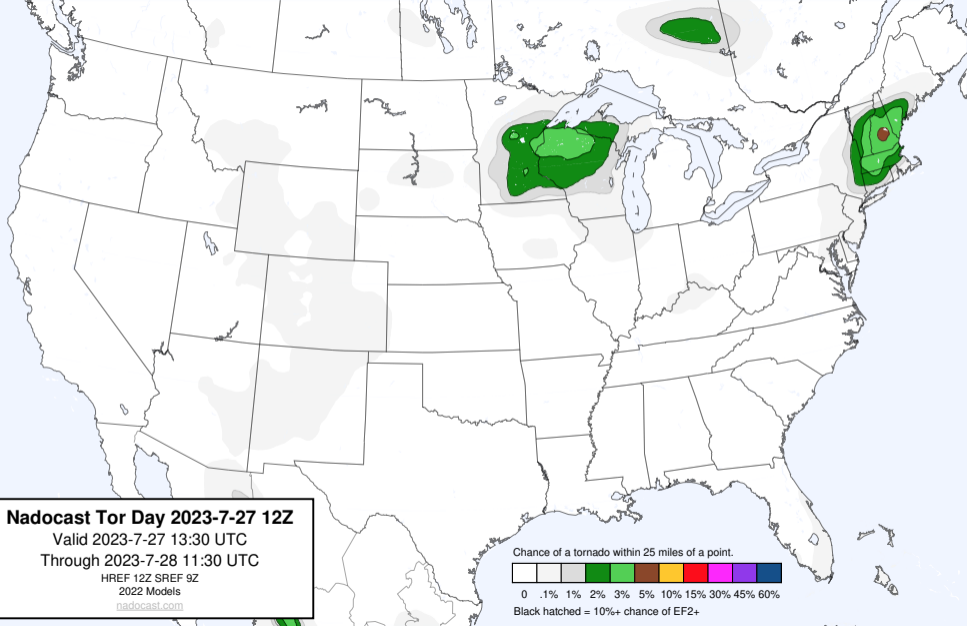 Nadocast Tor Day 2023-7-27 12Z
Valid 2023-7-27 13:30 UTC
Through 2023-7-28 11:30 UTC
HREF 12Z SREF 9Z
2022 Models
nadocast.com
Chance of a tornado within 25 miles of a point.
0 .1% 1% 2% 3% 5% 10% 15% 30% 45% 60%
Black hatched = 10%+ chance of EF2+